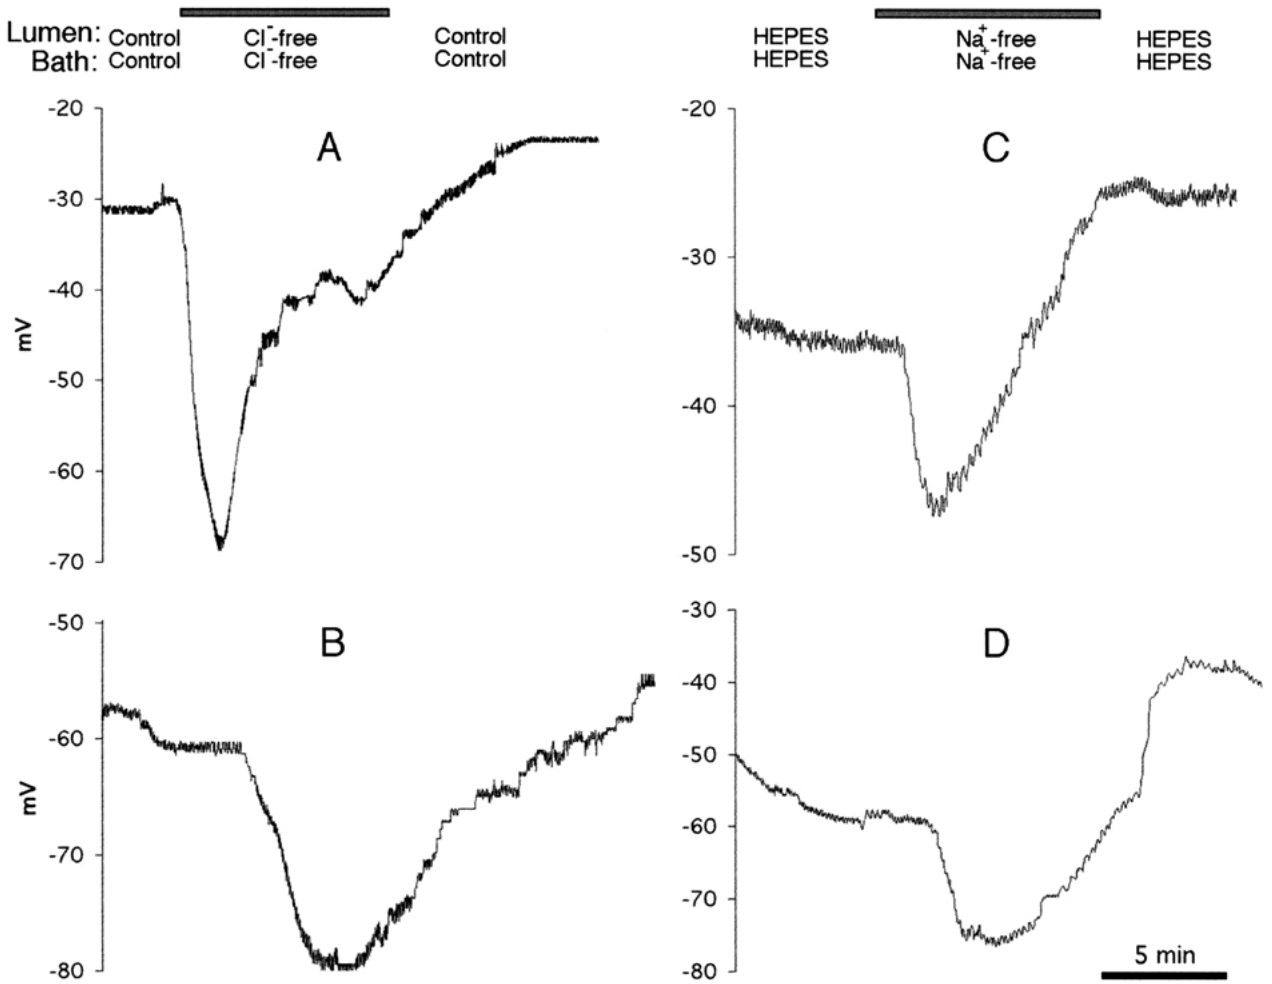 Lumen: Control Cl⁻-free Control HEPES Na⁺-free HEPES
Bath: Control Cl⁻-free Control HEPES Na⁺-free HEPES
A
-20
-30
-40
-50
-60
-70
mV
C
-20
-30
-40
-50
B
-50
-60
-70
-80
mV
D
-30
-40
-50
-60
-70
-80
5 min